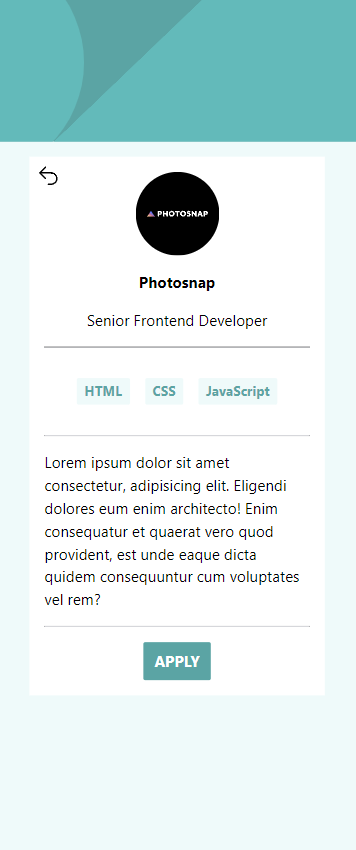 PHOTOSNAP
Photosnap
Senior Frontend Developer
HTML CSS JavaScript
Lorem ipsum dolor sit amet
consectetur, adipisicing elit. Eligendi
dolores eum enim architecto! Enim
consequatur et quaerat vero quod
provident, est unde eaque dicta
quidem consequuntur cum voluptates
vel rem?
APPLY